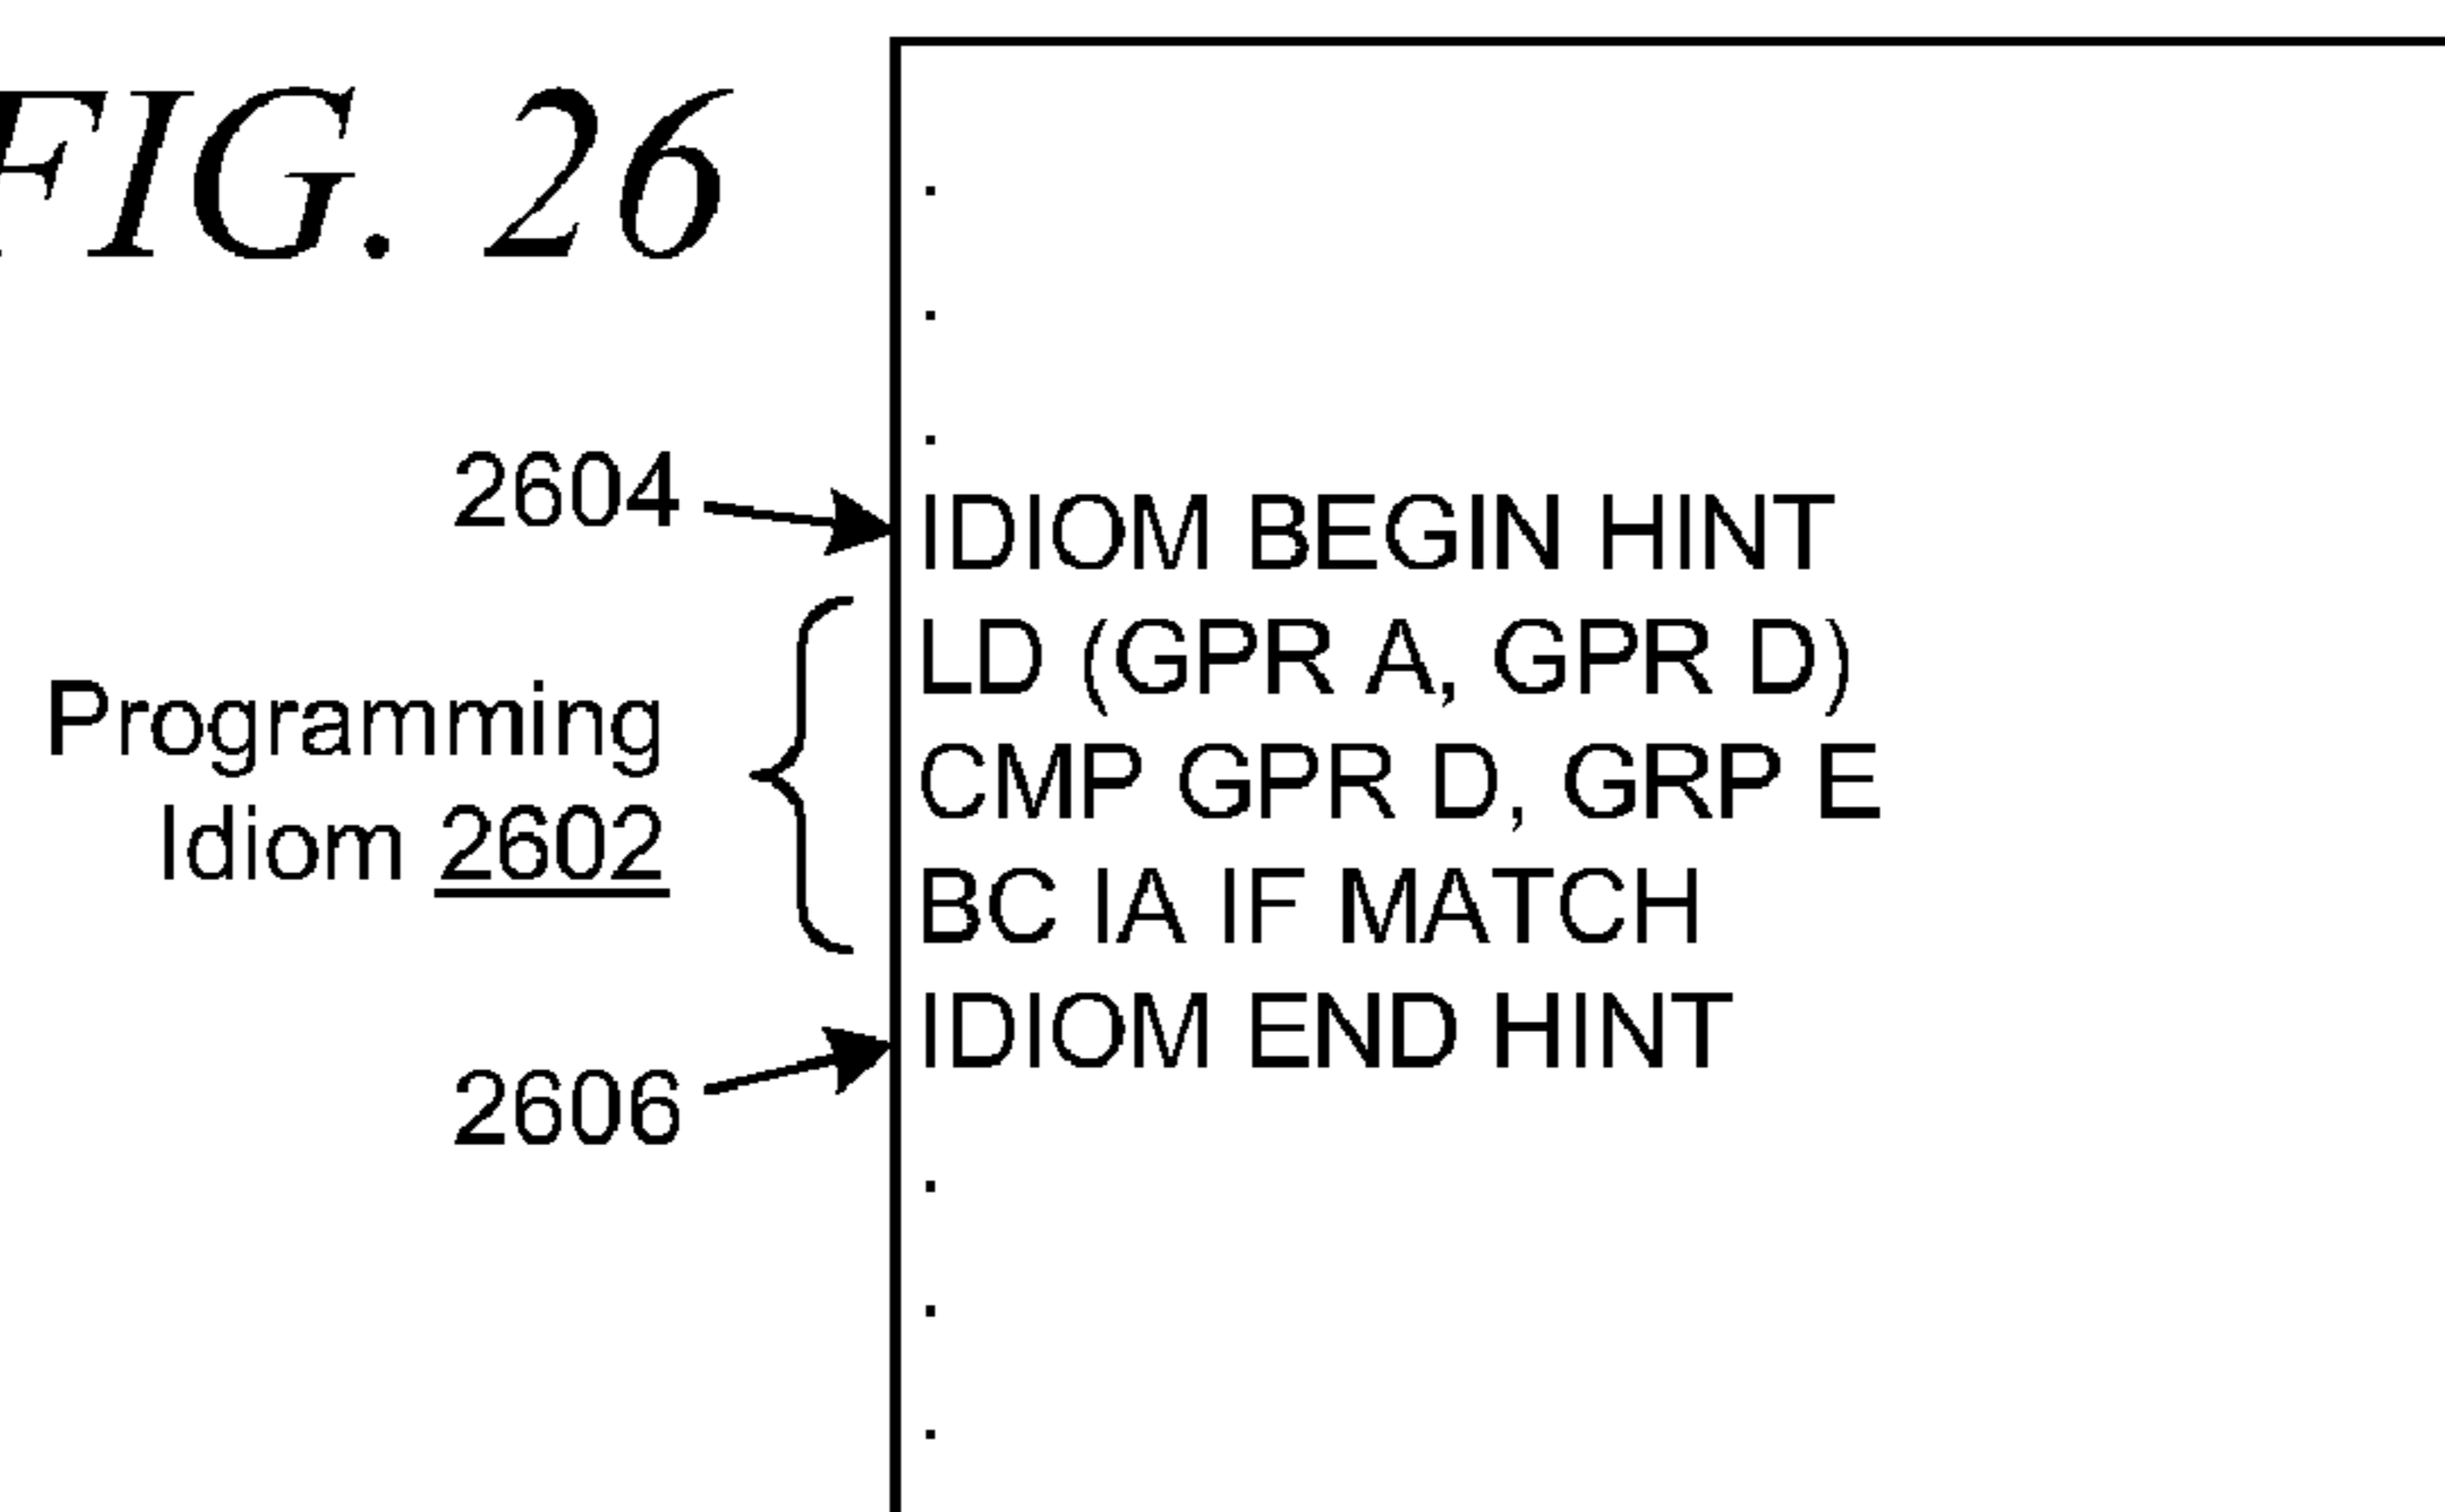 FIG. 26
.
.
.
2604
IDIOM BEGIN HINT
Programming
Idiom 2602
LD (GPR A, GPR D)
CMP GPR D, GRP E
BC IA IF MATCH
2606
IDIOM END HINT
.
.
.